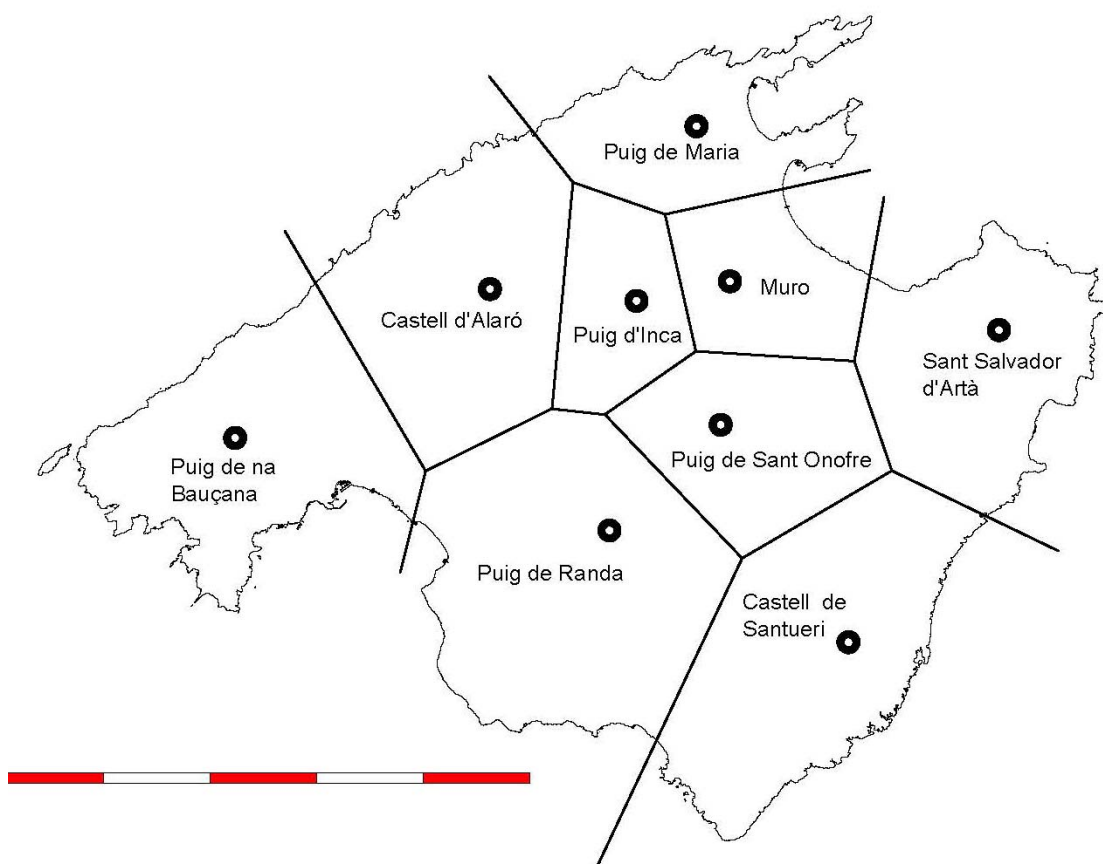 Puig de Maria
Castell d'Alaró
Puig d'Inca
Muro
Sant Salvador
d'Artà
Puig de na
Bauçana
Puig de Sant Onofre
Puig de Randa
Castell de
Santueri